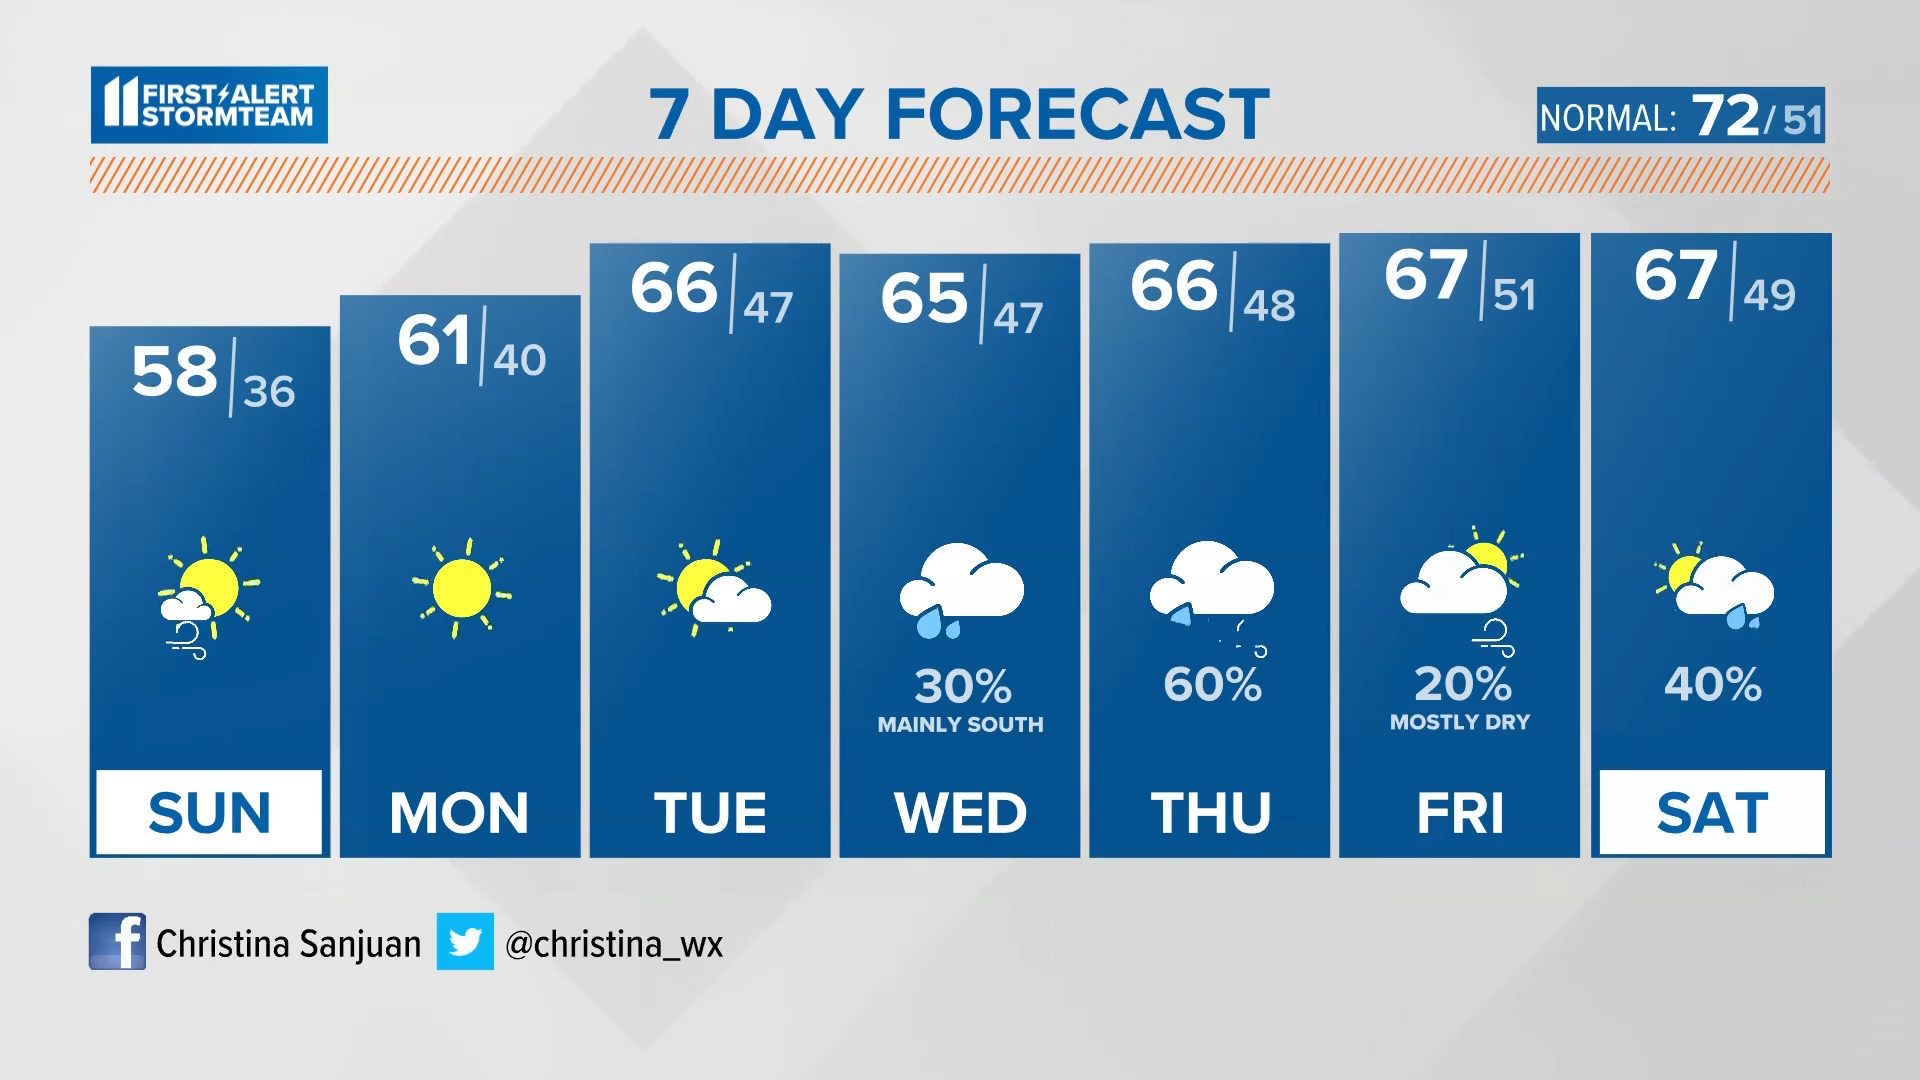 11 FIRST ALERT
STORMTEAM
7 DAY FORECAST
NORMAL: 72/51
58/36
61/40
66/47
65/47
66/48
67/51
67/49
30%
MAINLY SOUTH
60%
20%
MOSTLY DRY
40%
SUN
MON
TUE
WED
THU
FRI
SAT
f Christina Sanjuan @christina_wx